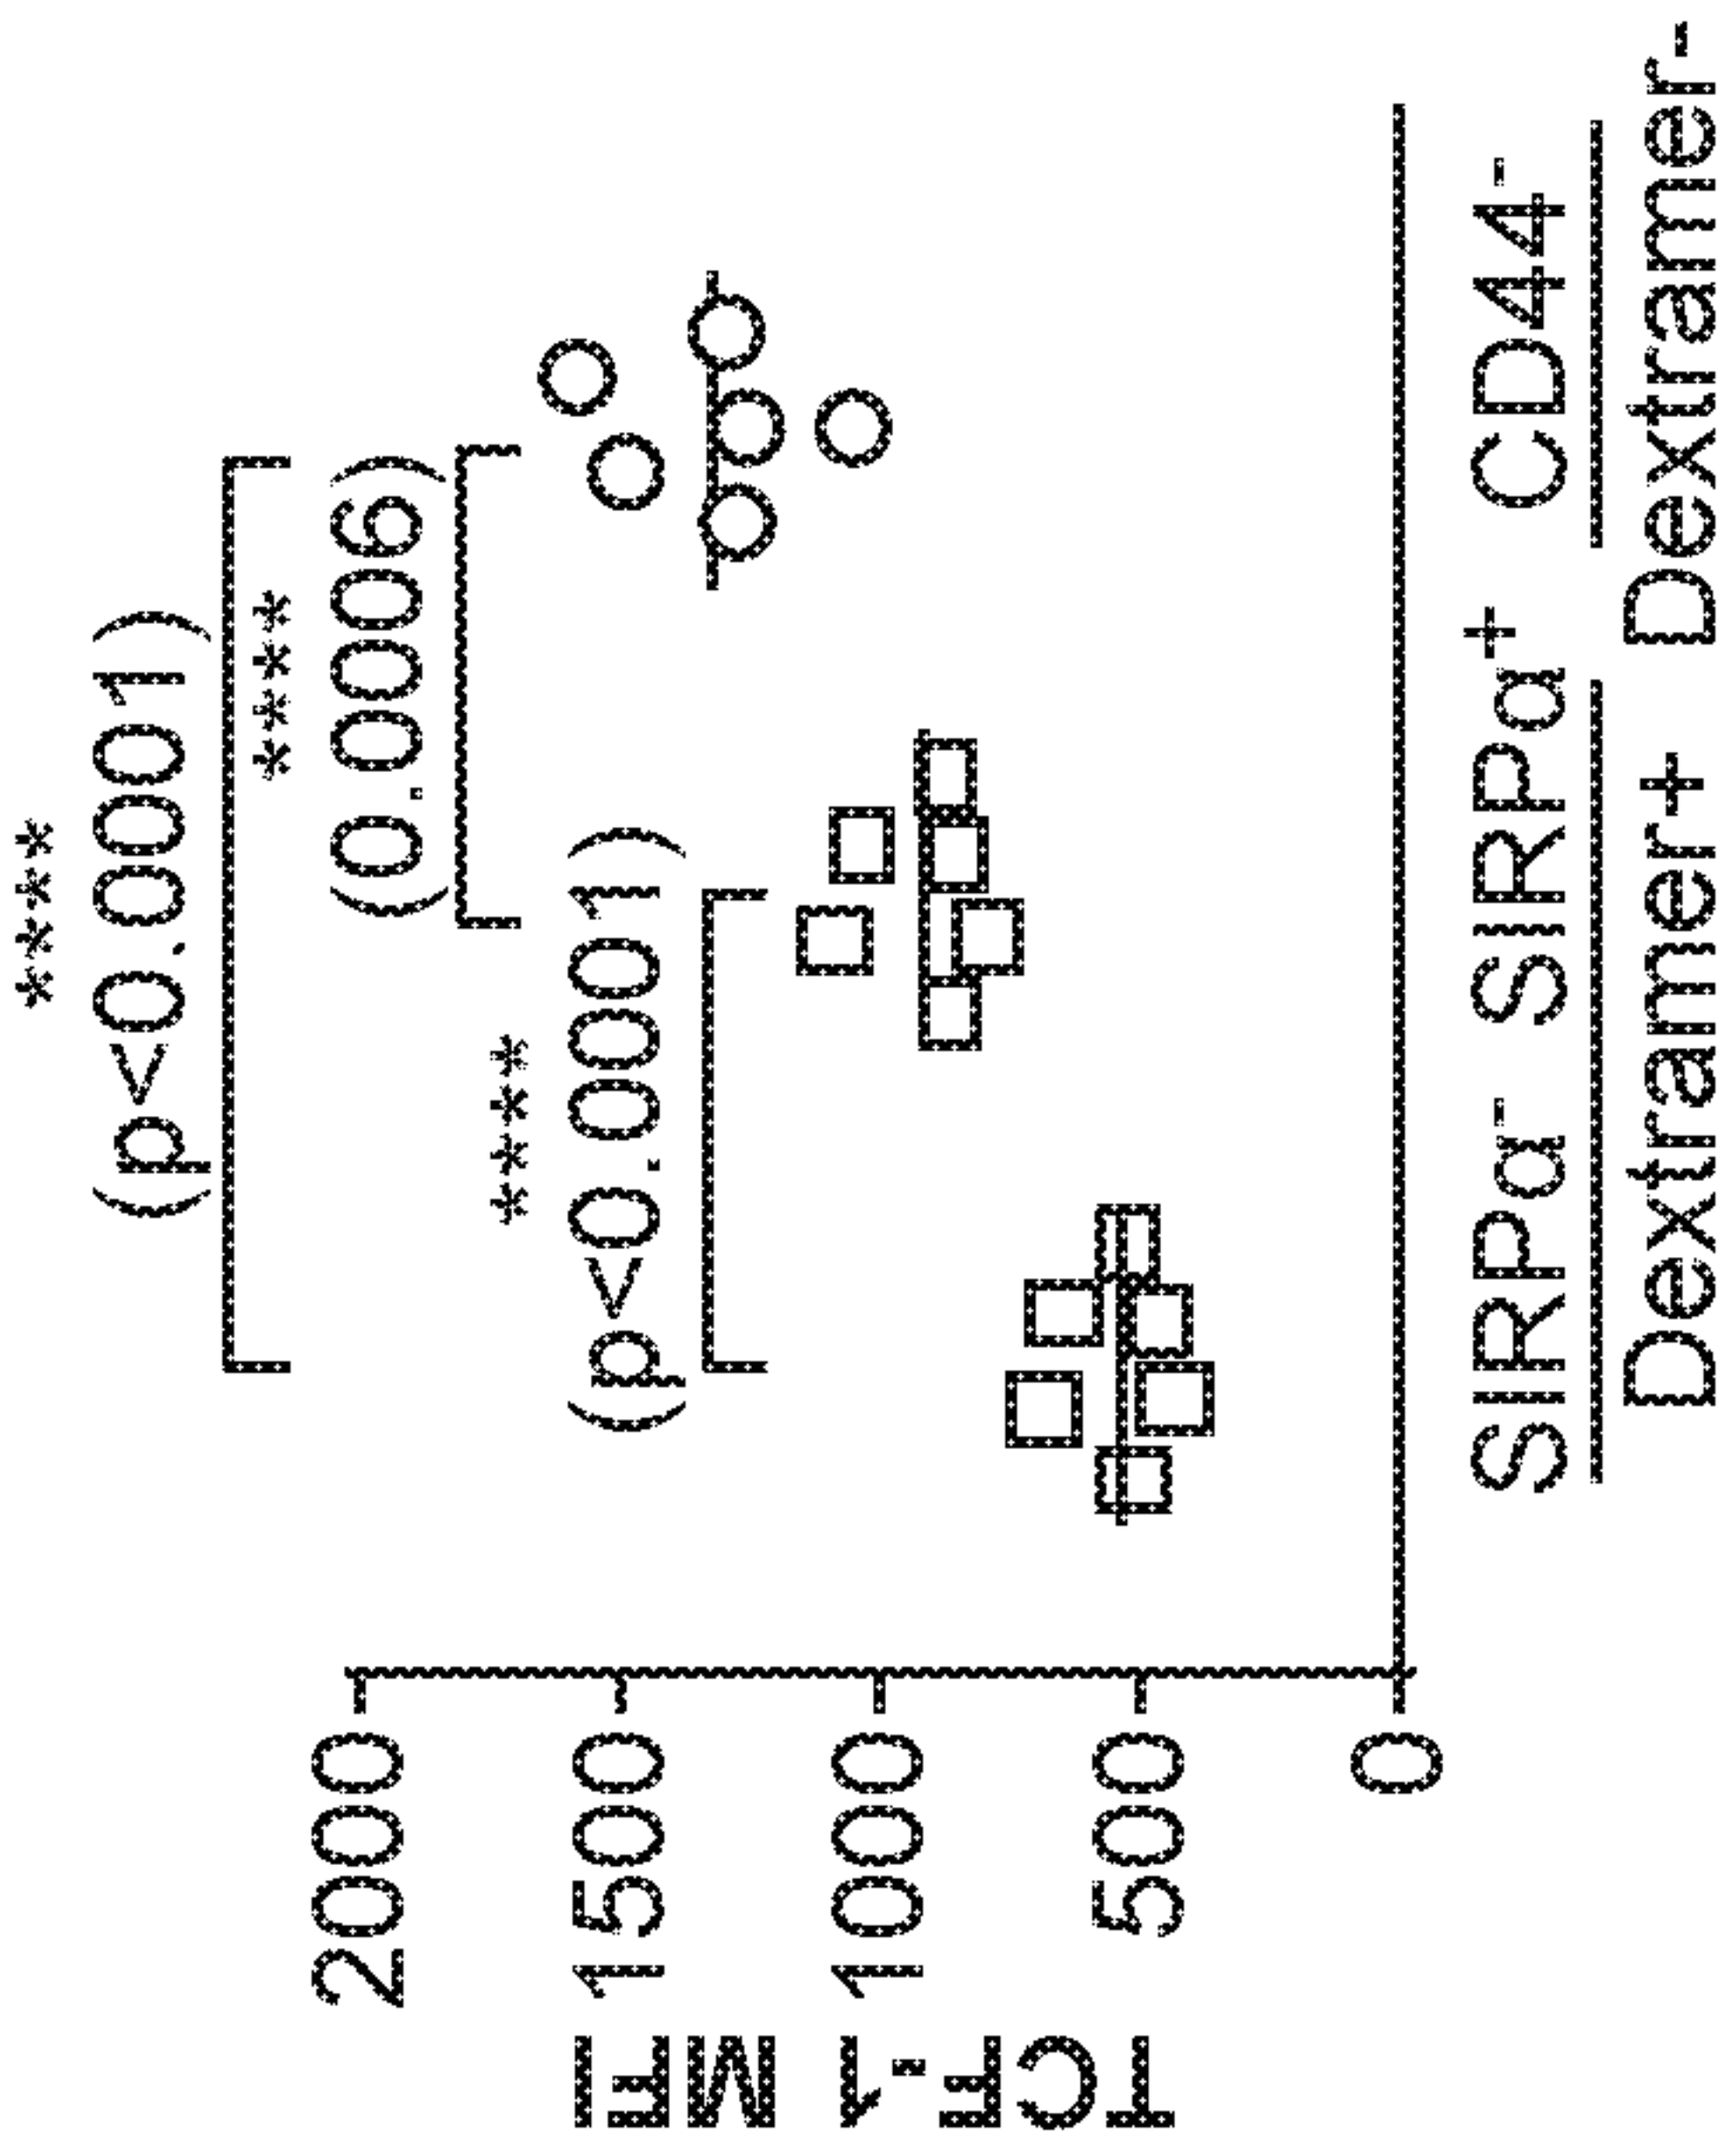 ****
(p<0.0001)
****
(0.0006)
****
(p<0.0001)
TCF-1 MFI
2000
1500
1000
500
0
SIRPα⁻ SIRPα⁺ CD44⁻
Dextramer+ Dextramer-